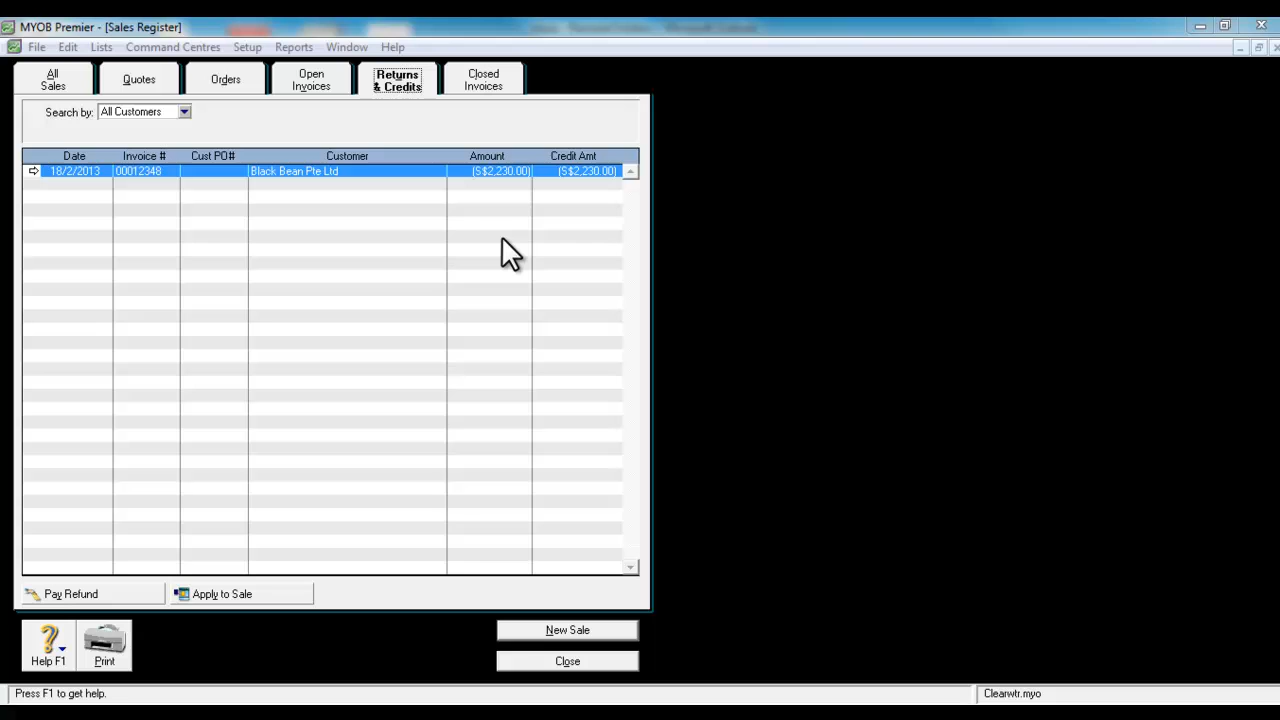 MYOB Premier - [Sales Register]
File Edit Lists Command Centres Setup Reports Window Help
All Sales Quotes Orders Open Invoices Returns & Credits Closed Invoices
Search by: All Customers
Date Invoice # Cust PO# Customer Amount Credit Amt
18/2/2013 00012348 Black Bean Pte Ltd (S$2,230.00) (S$2,230.00)
Pay Refund Apply to Sale
New Sale
Help F1 Print Close
Press F1 to get help. Clearwtr.myo